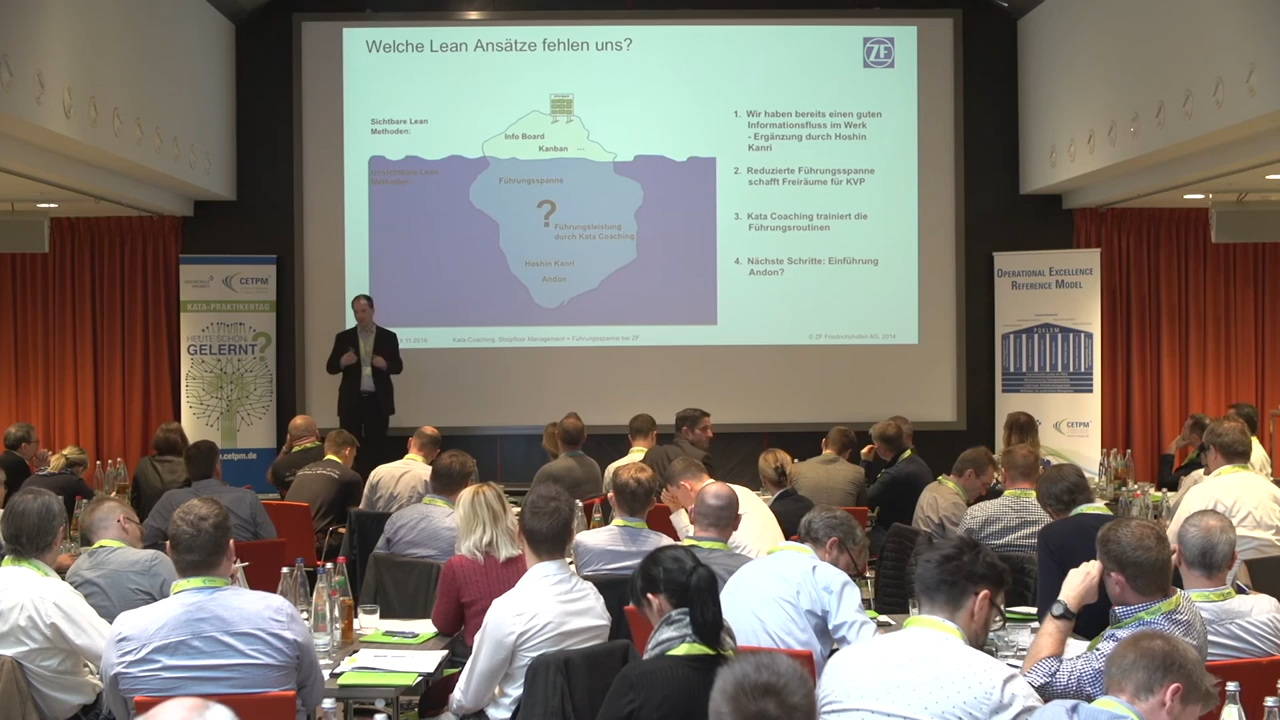 Welche Lean Ansätze fehlen uns?
ZF
Sichtbare Lean
Methoden:
Info Board
Kanban ...
Unsichtbare Lean
Methoden:
Führungsspanne
?
Führungsleistung
durch Kata Coaching
Hoshin Kanri
Andon
1. Wir haben bereits einen guten
Informationsfluss im Werk
- Ergänzung durch Hoshin
Kanri
2. Reduzierte Führungsspanne
schafft Freiräume für KVP
3. Kata Coaching trainiert die
Führungsroutinen
4. Nächste Schritte: Einführung
Andon?
Kata-Coaching, Shopfloor Management + Führungsspanne bei ZF
© ZF Friedrichshafen AG, 2014
CETPM
KATA-PRAKTIKERTAG
HEUTE SCHON
GELERNT?
.cetpm.de
OPERATIONAL EXCELLENCE
REFERENCE MODEL
CETPM